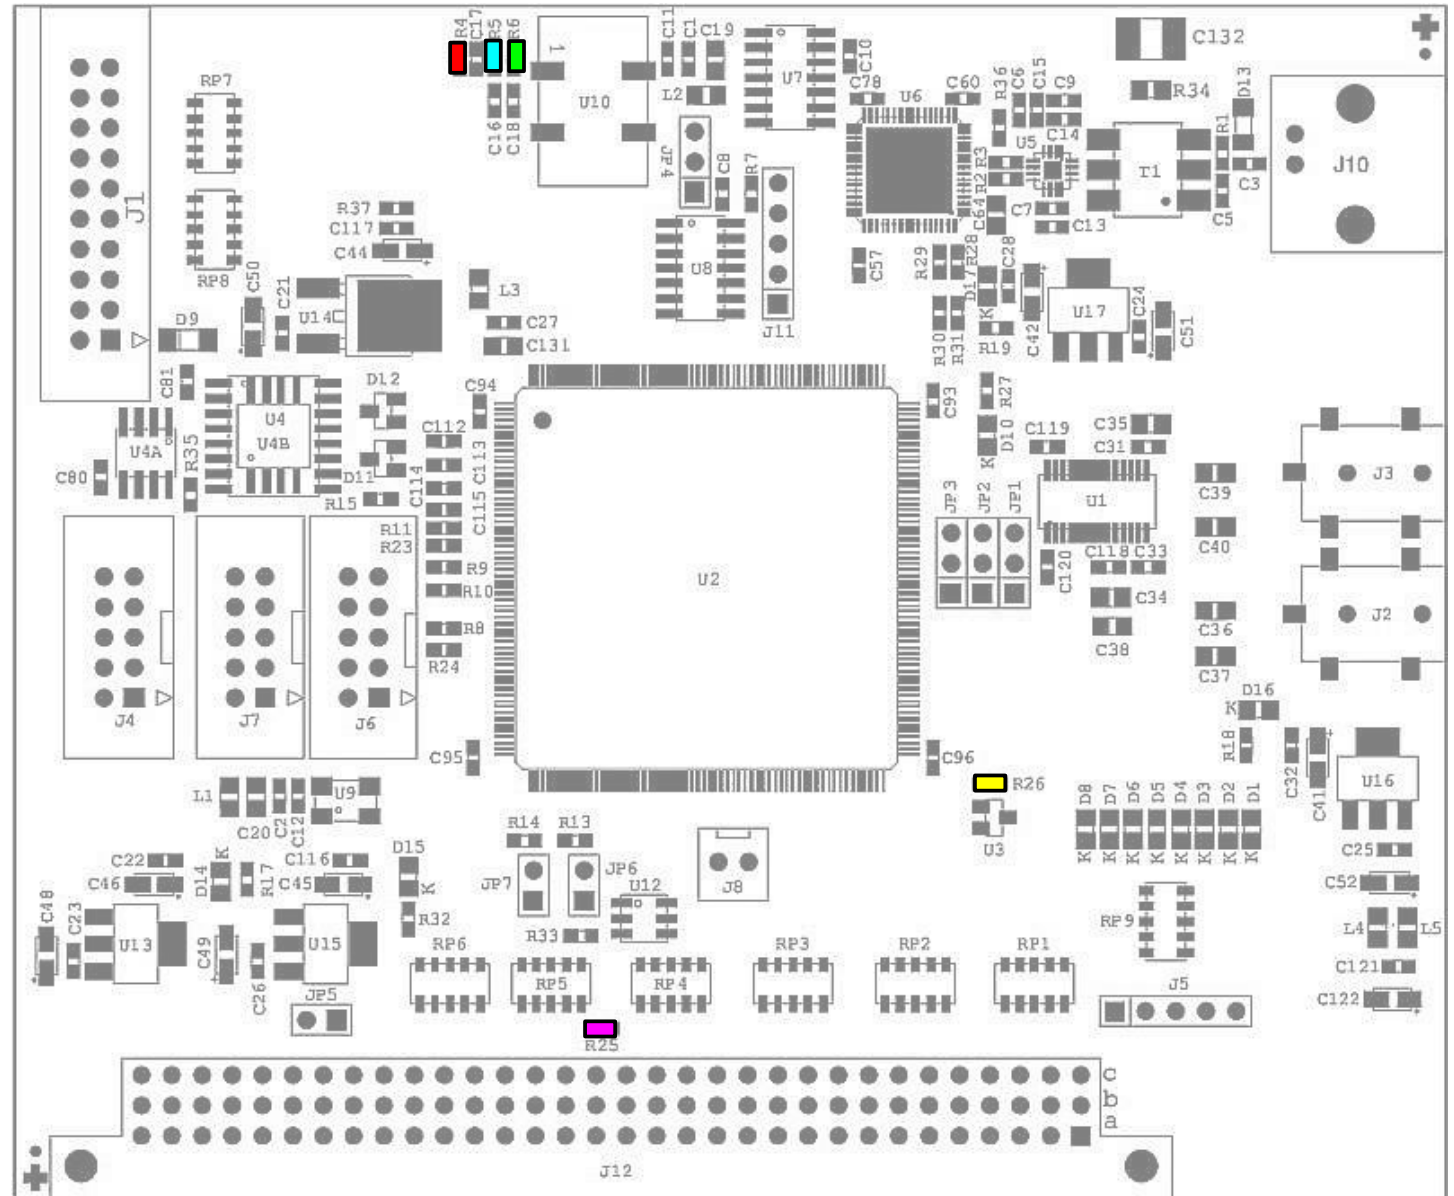 R4
C17
R5
R6
C11
C1
C19
C10
C132
RP7
1
U10
L2
U7
C78
U6
C60
R36
C6
C15
C9
R34
D13
C16
C18
JP4
C14
U5
R3
R2
T1
R1
J10
C3
J1
C8
R7
C64
C7
C13
C5
R37
C117
C44
RP8
U8
C57
R29
R28
C50
C21
L3
D17
C28
K
U14
U17
C24
C51
D9
C27
C131
J11
R30
R31
R19
C42
C81
D12
C94
C93
R27
U4
U4B
C112
C35
U4A
R35
D10
K
C119
C31
C80
D11
C114
C113
J3
R15
C115
JP3
JP2
JP1
U1
C39
R11
R23
C40
R9
U2
C120
C118
C33
R10
C34
R8
C36
J2
R24
C38
C37
J4
J7
J6
D16
K
C95
C96
R18
C32
C41
U16
L1
C20
C2
C12
U9
R26
D8
D7
D6
D5
D4
D3
D2
D1
R14
R13
U3
K
K
K
K
K
K
K
K
C22
K
C116
D15
C25
C46
D14
R17
C45
K
JP7
JP6
U12
J8
C52
C48
C23
U13
C49
U15
R32
R33
RP9
L4
L5
C26
RP6
RP5
RP4
RP3
RP2
RP1
C121
JP5
J5
C122
R25
c
b
a
J12